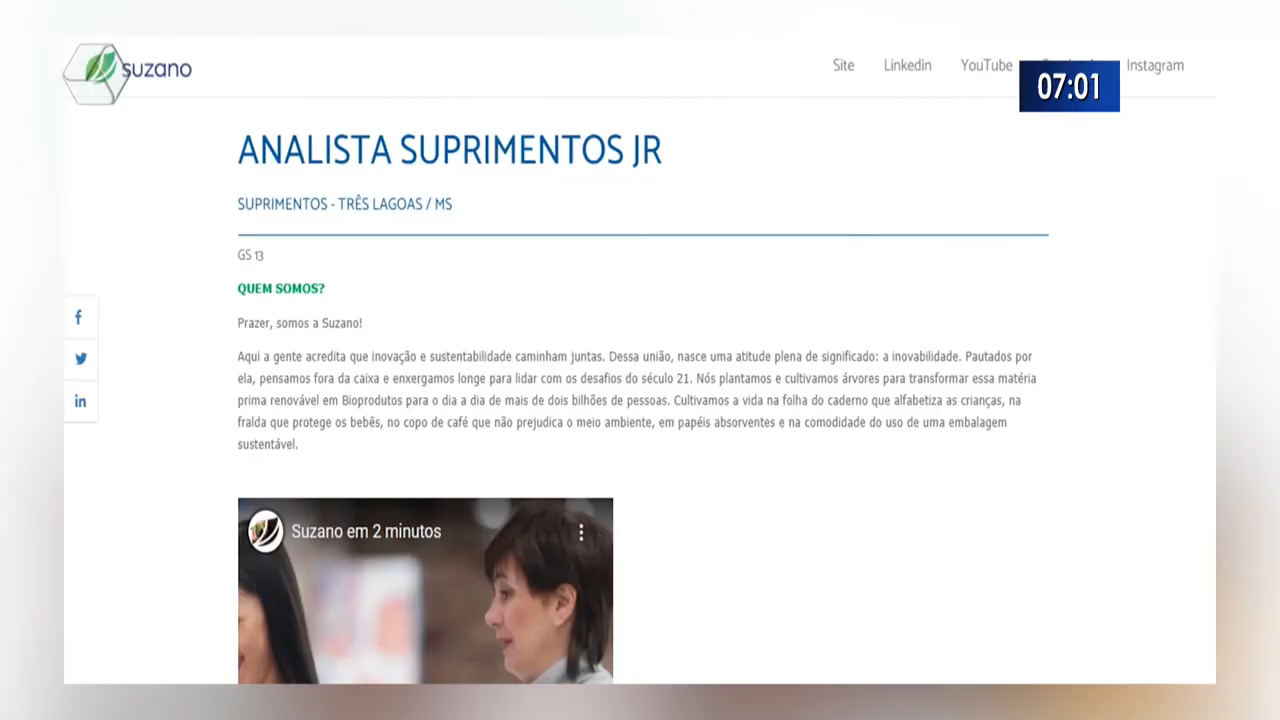 suzano
Site Linkedin YouTube Instagram
07:01
ANALISTA SUPRIMENTOS JR
SUPRIMENTOS - TRÊS LAGOAS / MS
GS 13
QUEM SOMOS?
Prazer, somos a Suzano!
Aqui a gente acredita que inovação e sustentabilidade caminham juntas. Dessa união, nasce uma atitude plena de significado: a inovabilidade. Pautados por
ela, pensamos fora da caixa e enxergamos longe para lidar com os desafios do século 21. Nós plantamos e cultivamos árvores para transformar essa matéria
prima renovável em Bioprodutos para o dia a dia de mais de dois bilhões de pessoas. Cultivamos a vida na folha do caderno que alfabetiza as crianças, na
fralda que protege os bebês, no copo de café que não prejudica o meio ambiente, em papéis absorventes e na comodidade do uso de uma embalagem
sustentável.
Suzano em 2 minutos